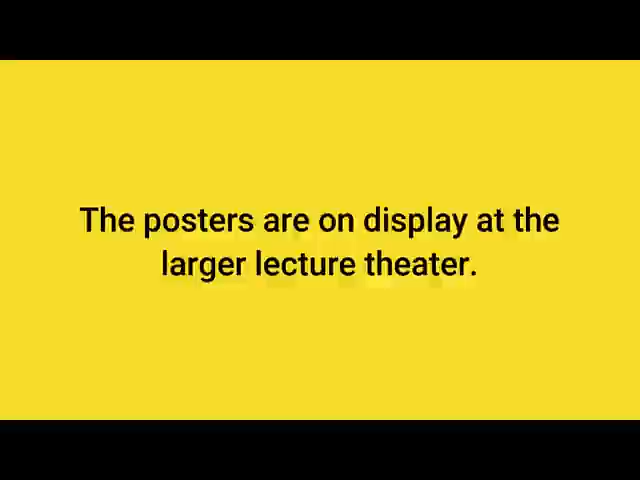 The posters are on display at the
larger lecture theater.